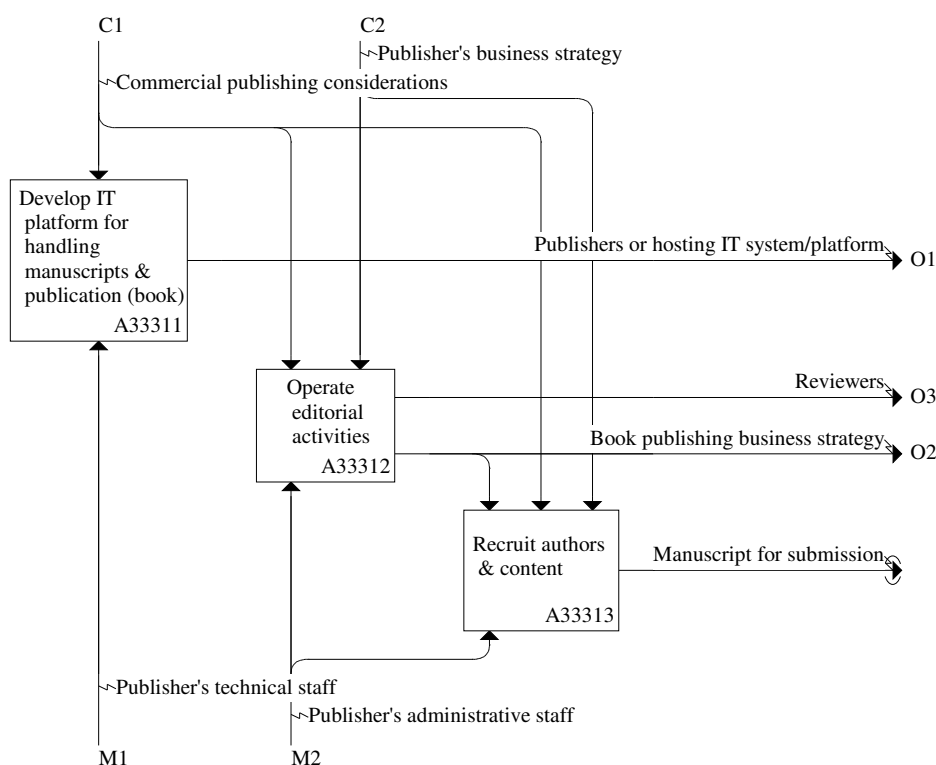 C1
C2
Publisher's business strategy
Commercial publishing considerations
Develop IT
platform for
handling
manuscripts &
publication (book)
A33311
Publishers or hosting IT system/platform
O1
Operate
editorial
activities
A33312
Reviewers
O3
Book publishing business strategy
O2
Recruit authors
& content
A33313
Manuscript for submission
Publisher's technical staff
Publisher's administrative staff
M1
M2